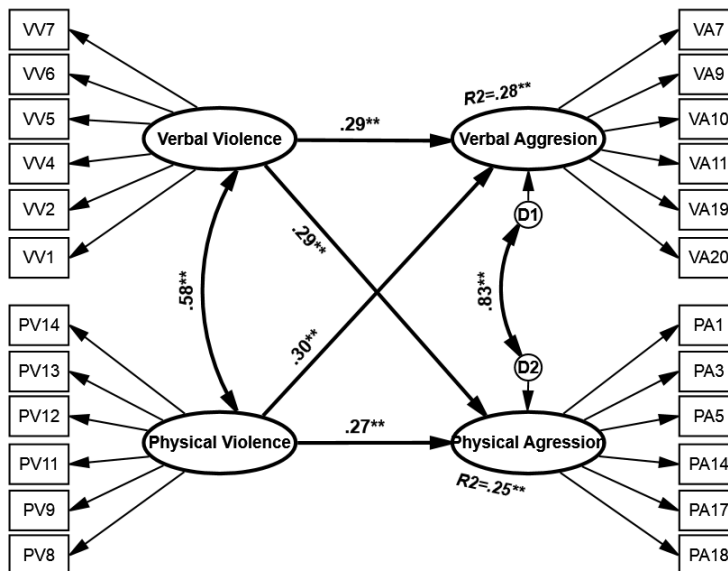 VV7
VV6
VV5
VV4
VV2
VV1
PV14
PV13
PV12
PV11
PV9
PV8
Verbal Violence
Physical Violence
.58**
.29**
.29**
.30**
.27**
R2=.28**
Verbal Aggresion
D1
.83**
D2
Physical Agression
R2=.25**
VA7
VA9
VA10
VA11
VA19
VA20
PA1
PA3
PA5
PA14
PA17
PA18